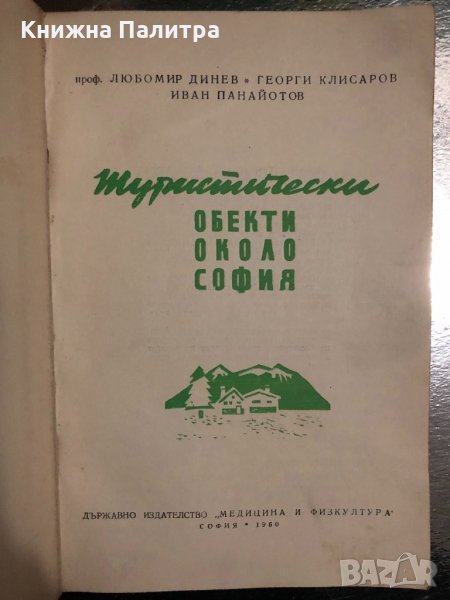 Книжна Палитра
проф. ЛЮБОМИР ДИНЕВ * ГЕОРГИ КЛИСАРОВ
ИВАН ПАНАЙОТОВ
Туристически
ОБЕКТИ
ОКОЛО
СОФИЯ
ДЪРЖАВНО ИЗДАТЕЛСТВО „МЕДИЦИНА И ФИЗКУЛТУРА“
СОФИЯ * 1960
BAZAR